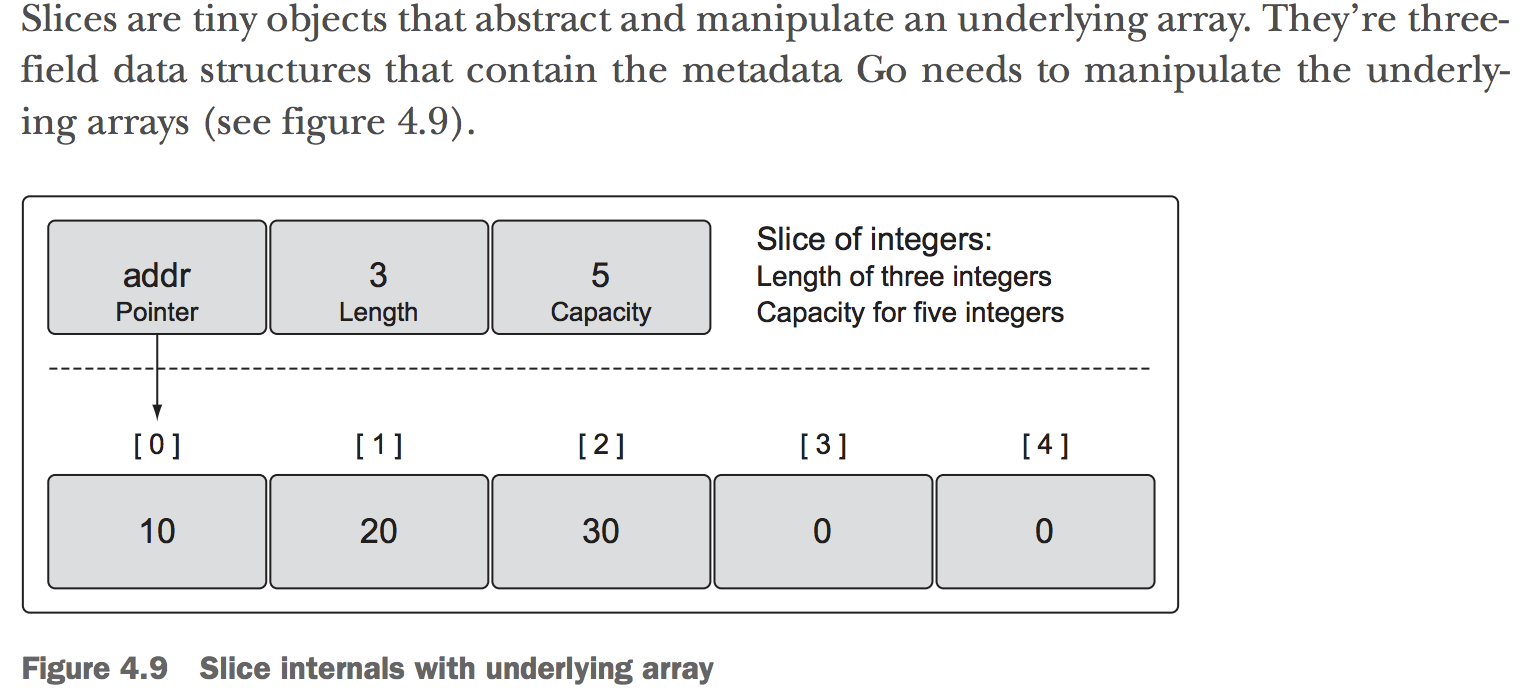 Slices are tiny objects that abstract and manipulate an underlying array. They’re three-
field data structures that contain the metadata Go needs to manipulate the underly-
ing arrays (see figure 4.9).
addr
Pointer
3
Length
5
Capacity
Slice of integers:
Length of three integers
Capacity for five integers
[0] [1] [2] [3] [4]
10 20 30 0 0
Figure 4.9 Slice internals with underlying array